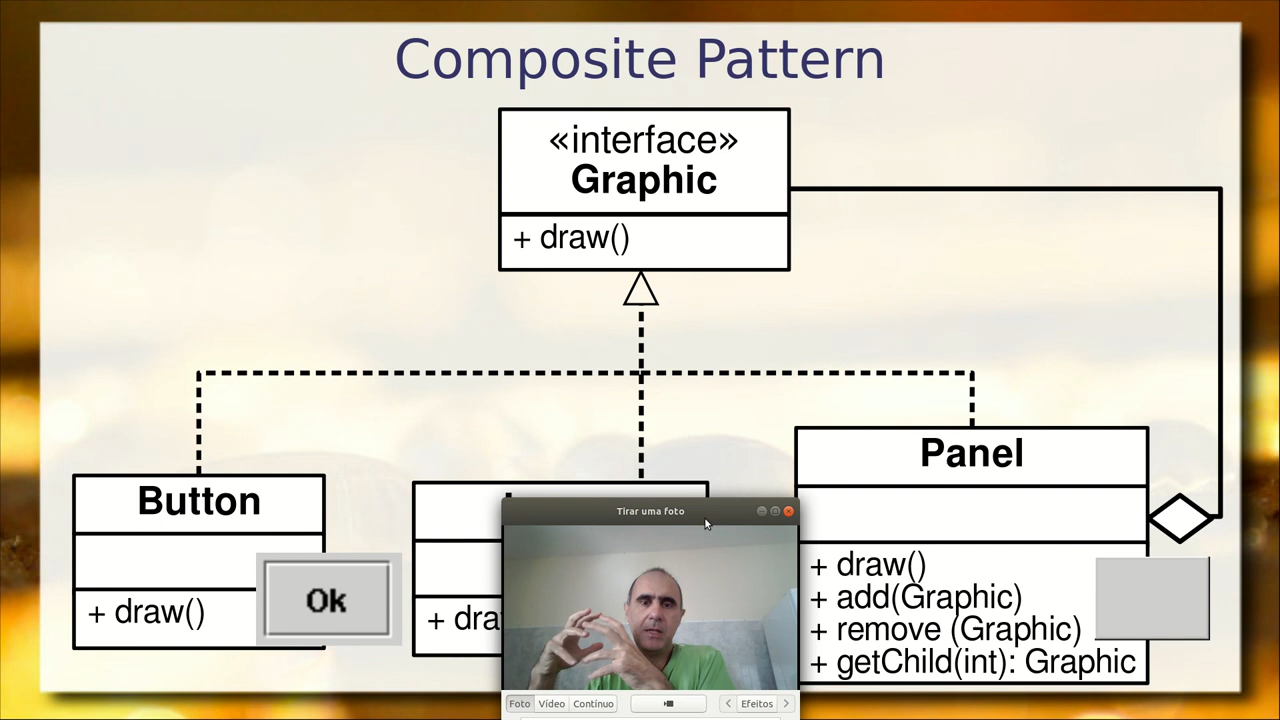 Composite Pattern
«interface»
Graphic
+ draw()
Button
+ draw()
Ok
Panel
+ draw()
+ add(Graphic)
+ remove (Graphic)
+ getChild(int): Graphic
Tirar uma foto
Foto Vídeo Contínuo Efeitos